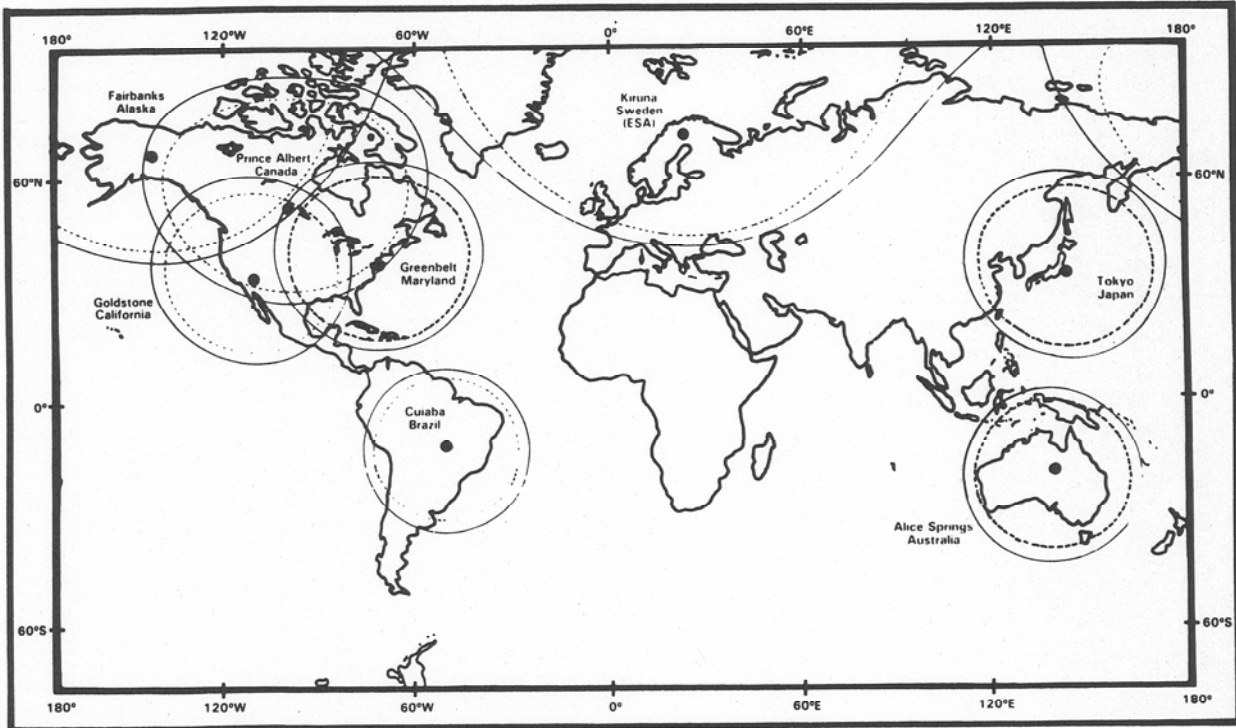 180°
120°W
60°W
0°
60°E
120°E
180°
Fairbanks
Alaska
Kiruna
Sweden
(ESA)
Prince Albert
Canada
60°N
60°N
Greenbelt
Maryland
Goldstone
California
Tokyo
Japan
0°
0°
Cuiaba
Brazil
Alice Springs
Australia
60°S
60°S
180°
120°W
60°W
0°
60°E
120°E
180°